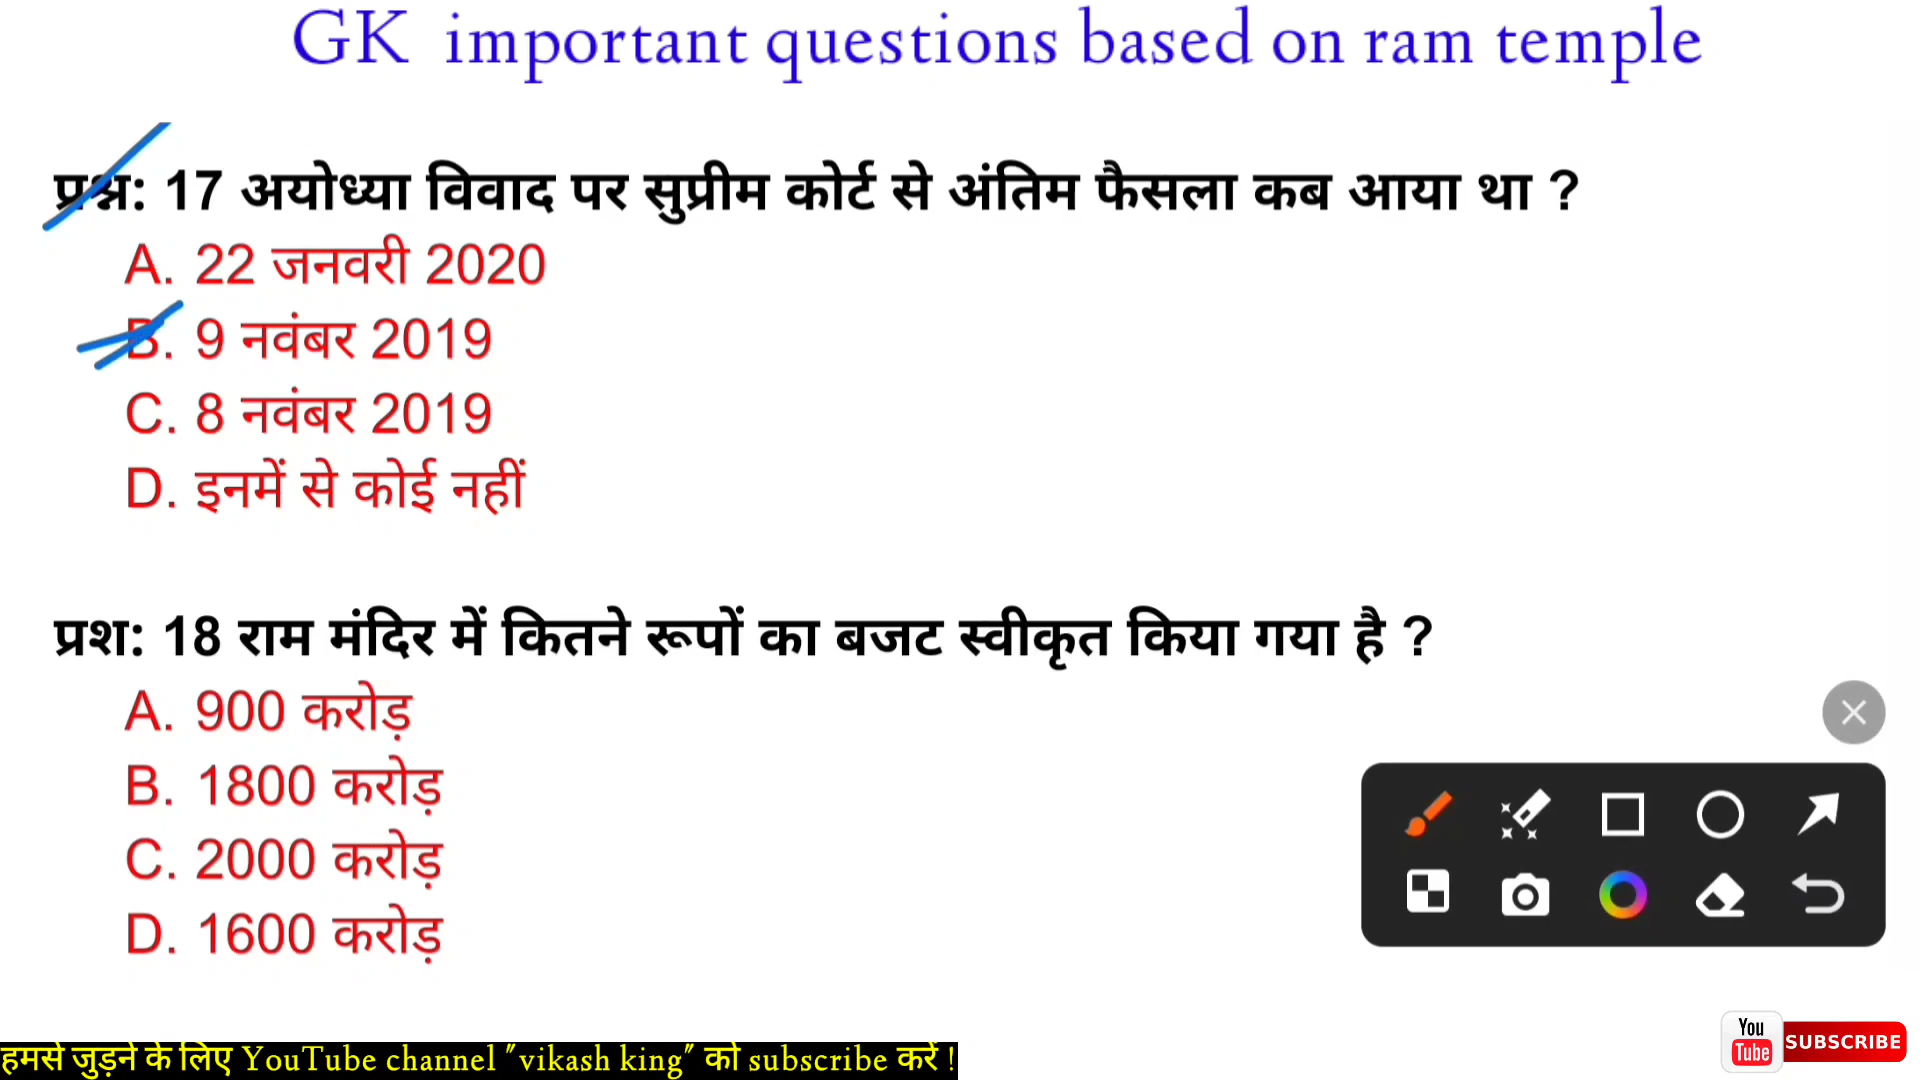 GK important questions based on ram temple
प्रश्न: 17 अयोध्या विवाद पर सुप्रीम कोर्ट से अंतिम फैसला कब आया था ?
A. 22 जनवरी 2020
B. 9 नवंबर 2019
C. 8 नवंबर 2019
D. इनमें से कोई नहीं
प्रश: 18 राम मंदिर में कितने रूपों का बजट स्वीकृत किया गया है ?
A. 900 करोड़
B. 1800 करोड़
C. 2000 करोड़
D. 1600 करोड़
You
Tube SUBSCRIBE
हमसे जुड़ने के लिए YouTube channel "vikash king" को subscribe करें !